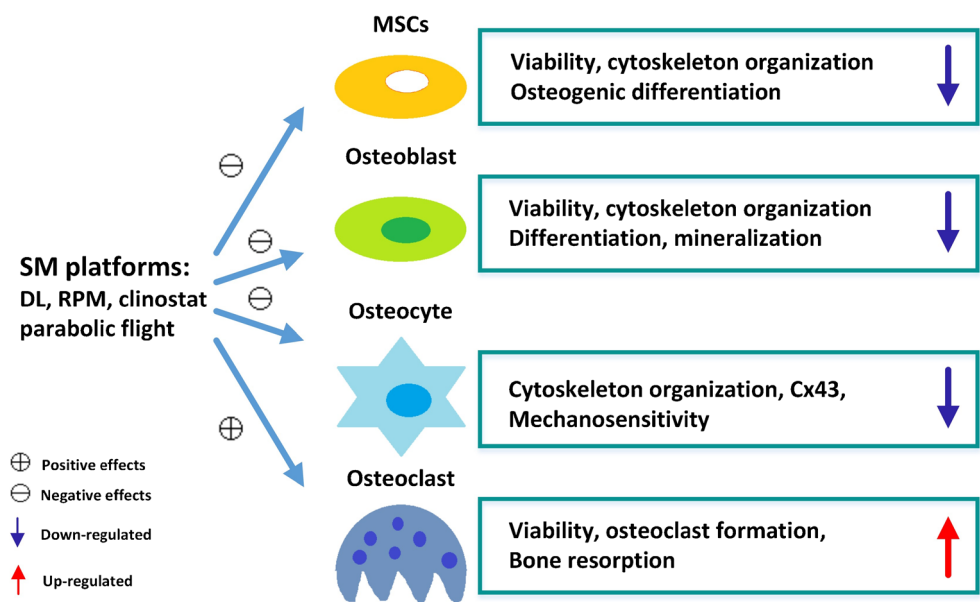 MSCs
Viability, cytoskeleton organization
Osteogenic differentiation
Osteoblast
Viability, cytoskeleton organization
Differentiation, mineralization
SM platforms:
DL, RPM, clinostat
parabolic flight
Osteocyte
Cytoskeleton organization, Cx43,
Mechanosensitivity
Osteoclast
Viability, osteoclast formation,
Bone resorption
Positive effects
Negative effects
Down-regulated
Up-regulated